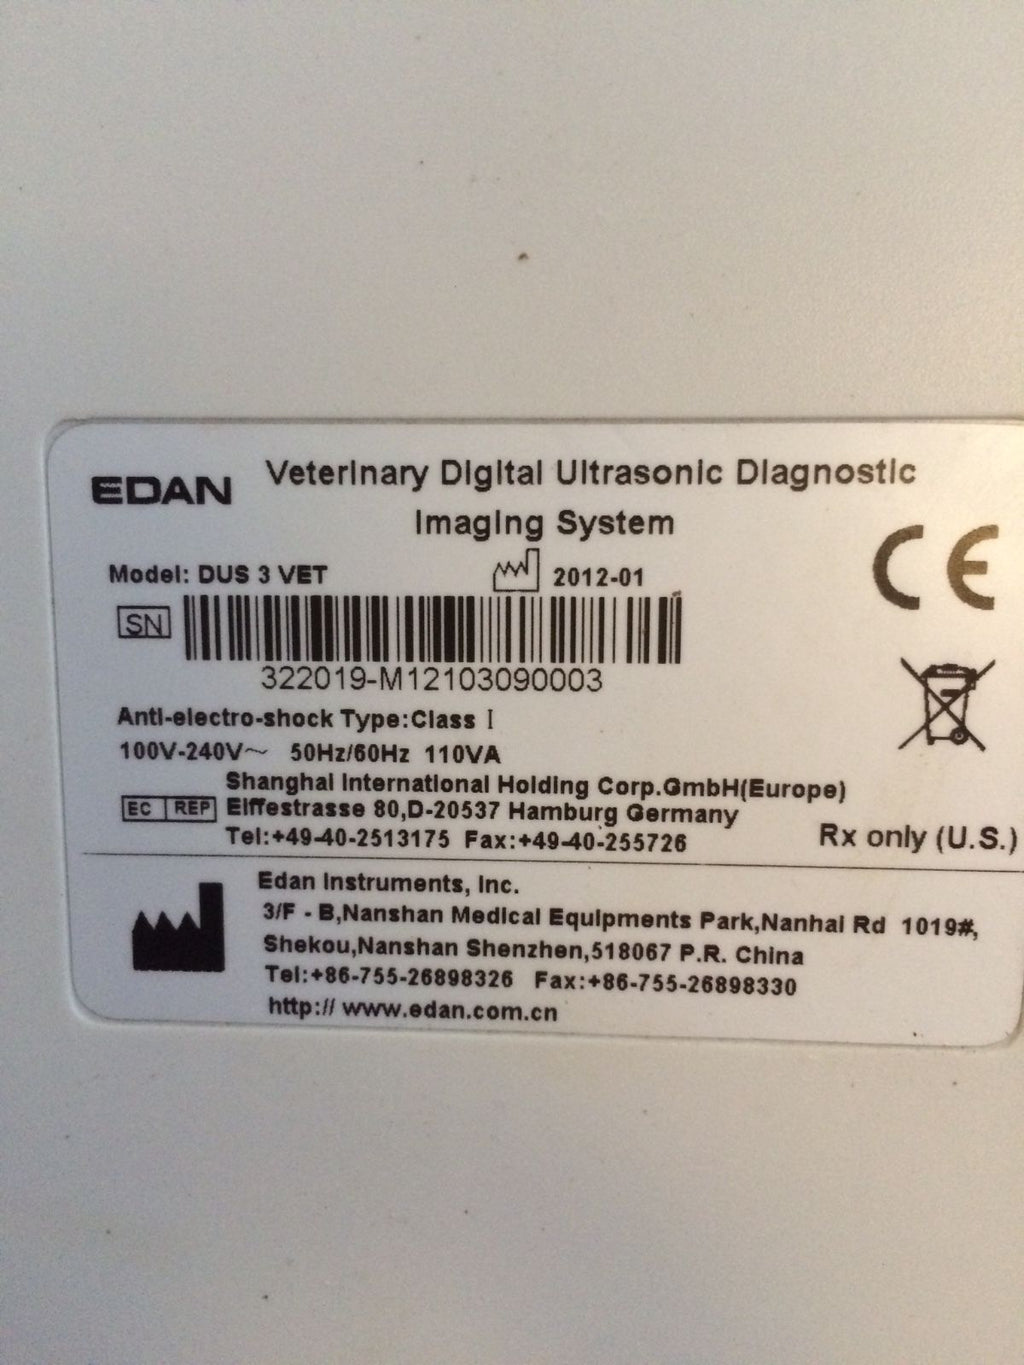 EDAN Veterinary Digital Ultrasonic Diagnostic
Imaging System
Model: DUS 3 VET 2012-01
CE
SN
322019-M12103090003
Anti-electro-shock Type:Class I
100V-240V~ 50Hz/60Hz 110VA
Shanghai International Holding Corp.GmbH(Europe)
EC REP Eiffestrasse 80,D-20537 Hamburg Germany
Tel:+49-40-2513175 Fax:+49-40-255726
Rx only (U.S.)
Edan Instruments, Inc.
3/F - B,Nanshan Medical Equipments Park,Nanhai Rd 1019#,
Shekou,Nanshan Shenzhen,518067 P.R. China
Tel:+86-755-26898326 Fax:+86-755-26898330
http:// www.edan.com.cn